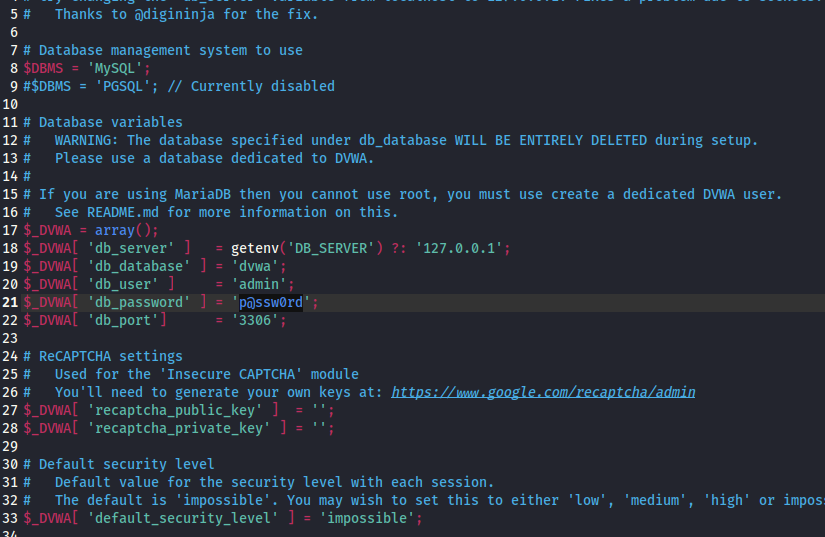 5 #   Thanks to @digininja for the fix.
6
7 # Database management system to use
8 $DBMS = 'MySQL';
9 #$DBMS = 'PGSQL'; // Currently disabled
10
11 # Database variables
12 #   WARNING: The database specified under db_database WILL BE ENTIRELY DELETED during setup.
13 #   Please use a database dedicated to DVWA.
14 #
15 # If you are using MariaDB then you cannot use root, you must use create a dedicated DVWA user.
16 #   See README.md for more information on this.
17 $_DVWA = array();
18 $_DVWA[ 'db_server' ]   = getenv('DB_SERVER') ?: '127.0.0.1';
19 $_DVWA[ 'db_database' ] = 'dvwa';
20 $_DVWA[ 'db_user' ]     = 'admin';
21 $_DVWA[ 'db_password' ] = 'p@ssw0rd';
22 $_DVWA[ 'db_port']      = '3306';
23
24 # ReCAPTCHA settings
25 #   Used for the 'Insecure CAPTCHA' module
26 #   You'll need to generate your own keys at: https://www.google.com/recaptcha/admin
27 $_DVWA[ 'recaptcha_public_key' ]  = '';
28 $_DVWA[ 'recaptcha_private_key' ] = '';
29
30 # Default security level
31 #   Default value for the security level with each session.
32 #   The default is 'impossible'. You may wish to set this to either 'low', 'medium', 'high' or impos
33 $_DVWA[ 'default_security_level' ] = 'impossible';
34